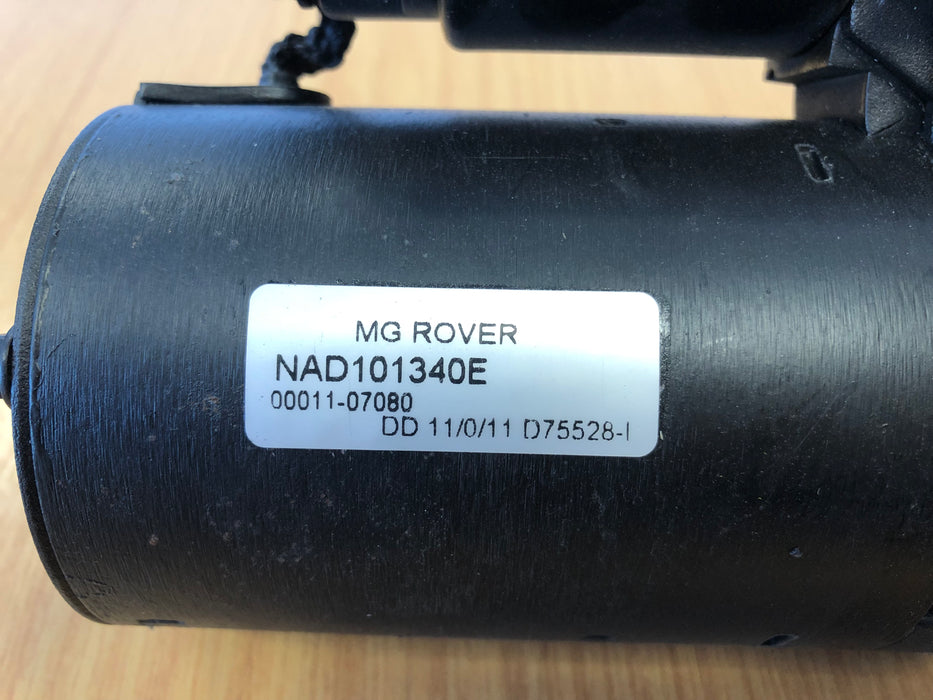 MG ROVER
NAD101340E
00011-07080
DD 11/0/11 D75528-I